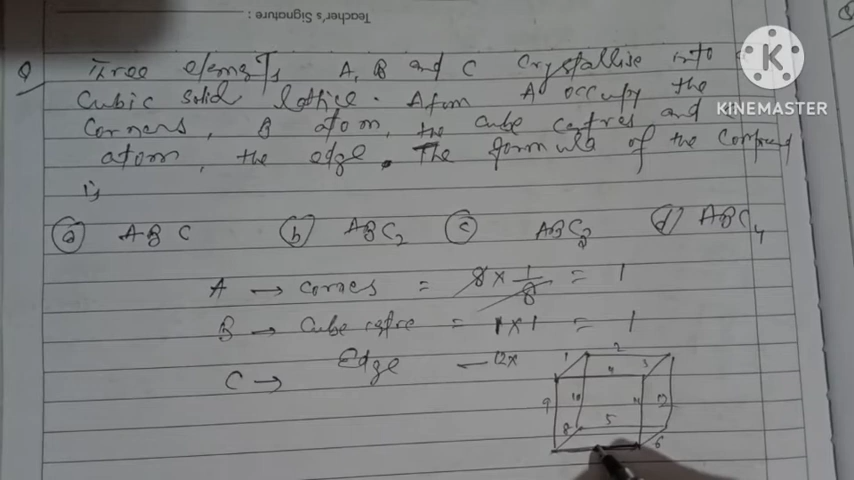 Teacher's Signature :
K
KINEMASTER
Q Three elements A, B and C crystallise into
Cubic solid lattice. Atom A occupy the
Corners, B atom, the cube centres and
atom, the edge. The formula of the compound
is
(a) ABC (b) ABC2 (c) ABC3 (d) ABC4
A → corners = 8 × 1/8 = 1
B → Cube centre = 1 × 1 = 1
C → Edge – 12×
1 2 3 4
9 10 11 12
8 5 6